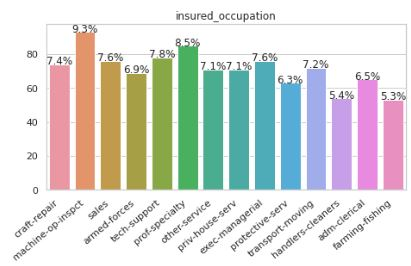 insured_occupation
9.3%
8.5%
7.4%
7.6%
6.9%
7.8%
7.1%
7.1%
7.6%
6.3%
7.2%
5.4%
6.5%
5.3%
80
60
40
20
0
craft-repair
machine-op-inspct
sales
armed-forces
tech-support
prof-specialty
other-service
priv-house-serv
exec-managerial
protective-serv
transport-moving
handlers-cleaners
adm-clerical
farming-fishing